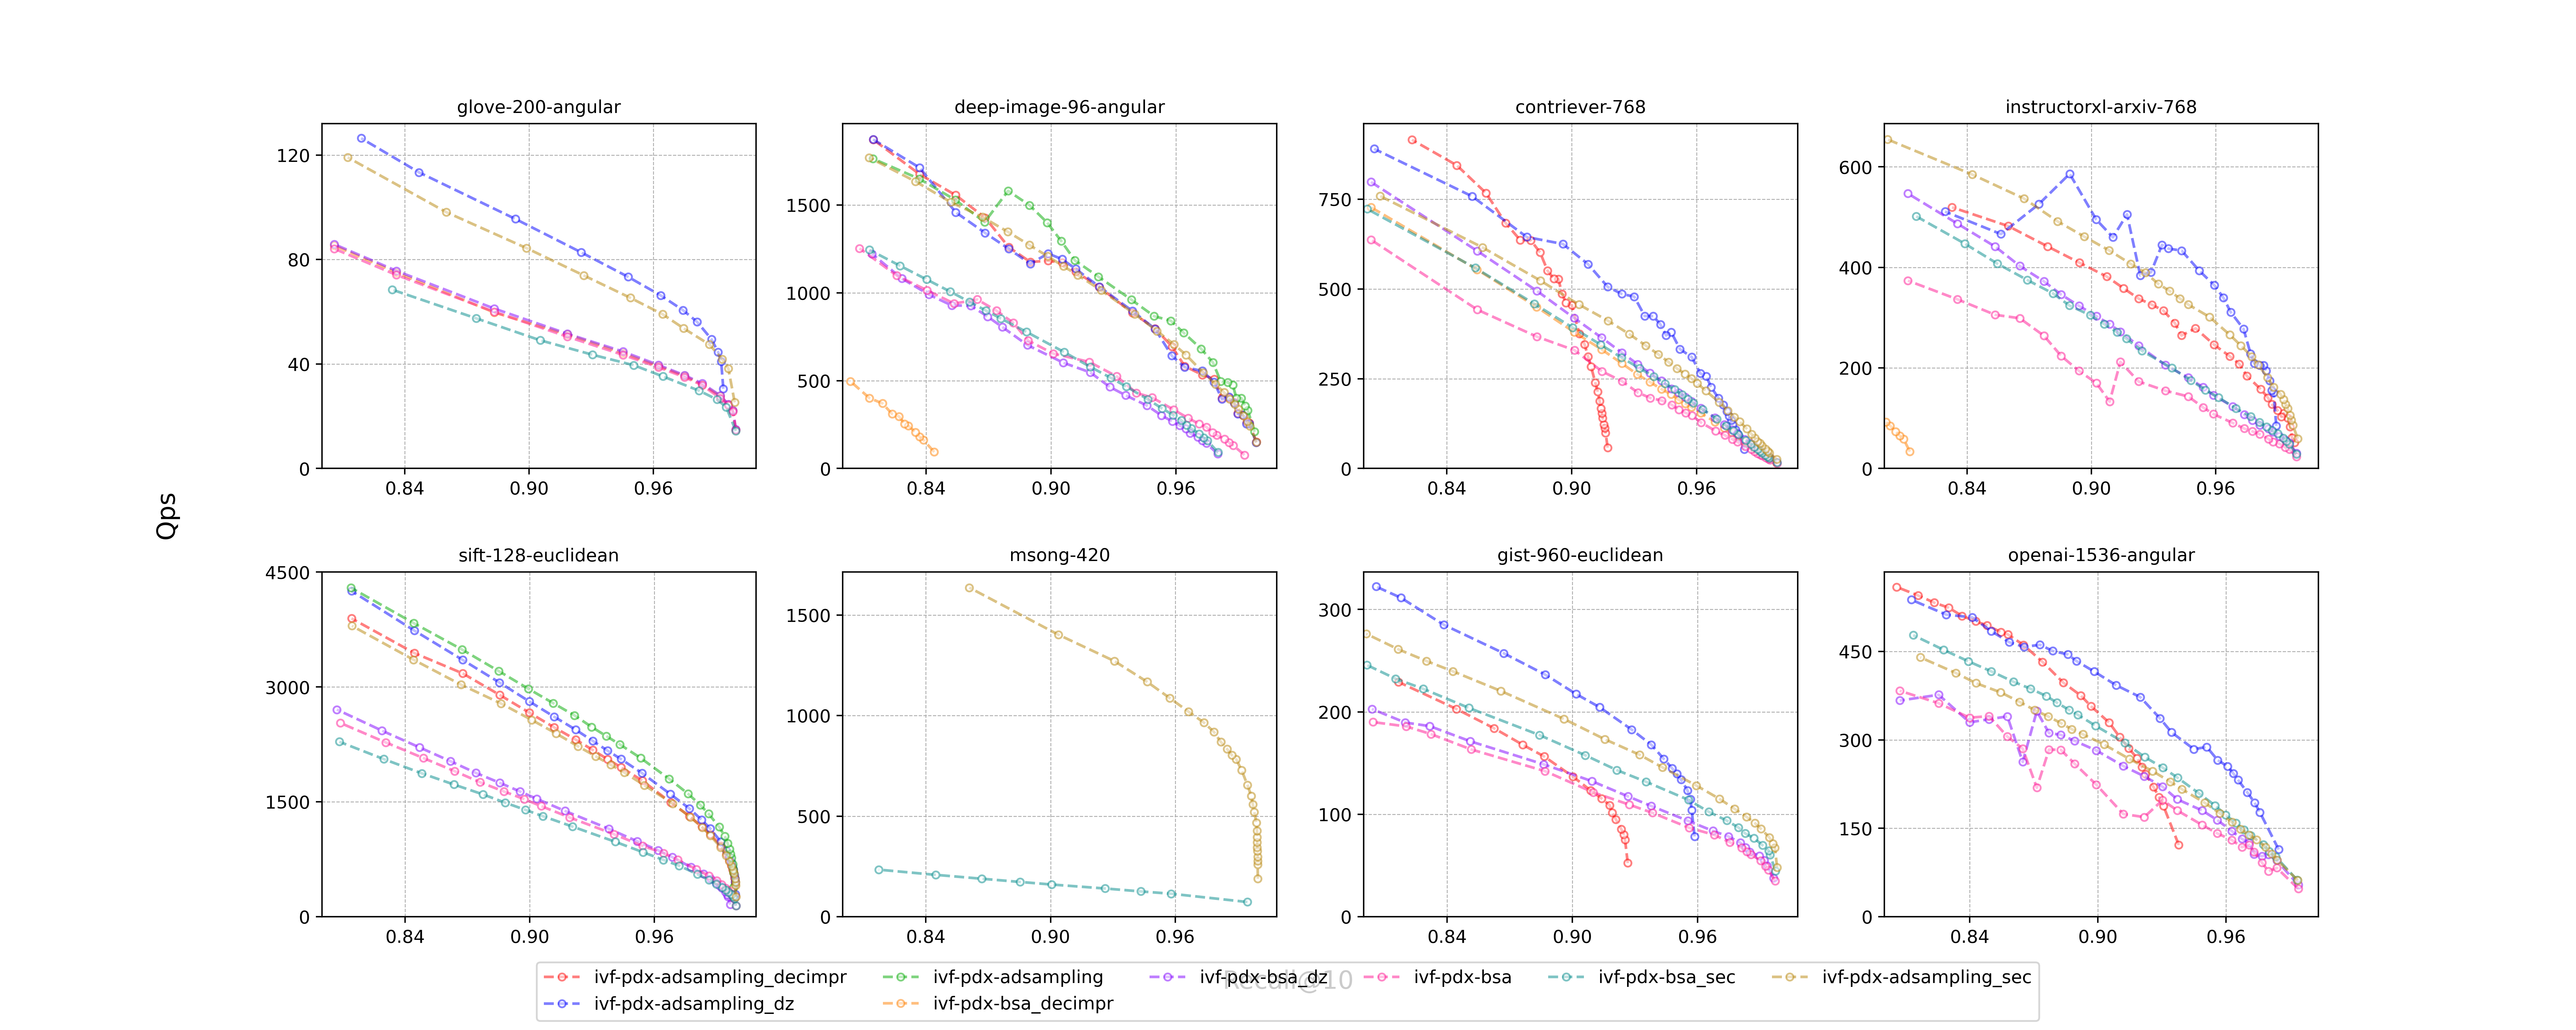 glove-200-angular
deep-image-96-angular
contriever-768
instructorxl-arxiv-768
120
80
40
0
0.84 0.90 0.96
1500
1000
500
0
0.84 0.90 0.96
750
500
250
0
0.84 0.90 0.96
600
400
200
0
0.84 0.90 0.96
Qps
sift-128-euclidean
msong-420
gist-960-euclidean
openai-1536-angular
4500
3000
1500
0
0.84 0.90 0.96
1500
1000
500
0
0.84 0.90 0.96
300
200
100
0
0.84 0.90 0.96
450
300
150
0
0.84 0.90 0.96
Recall@10
ivf-pdx-adsampling_decimpr ivf-pdx-adsampling ivf-pdx-bsa_dz ivf-pdx-bsa ivf-pdx-bsa_sec ivf-pdx-adsampling_sec
ivf-pdx-adsampling_dz ivf-pdx-bsa_decimpr